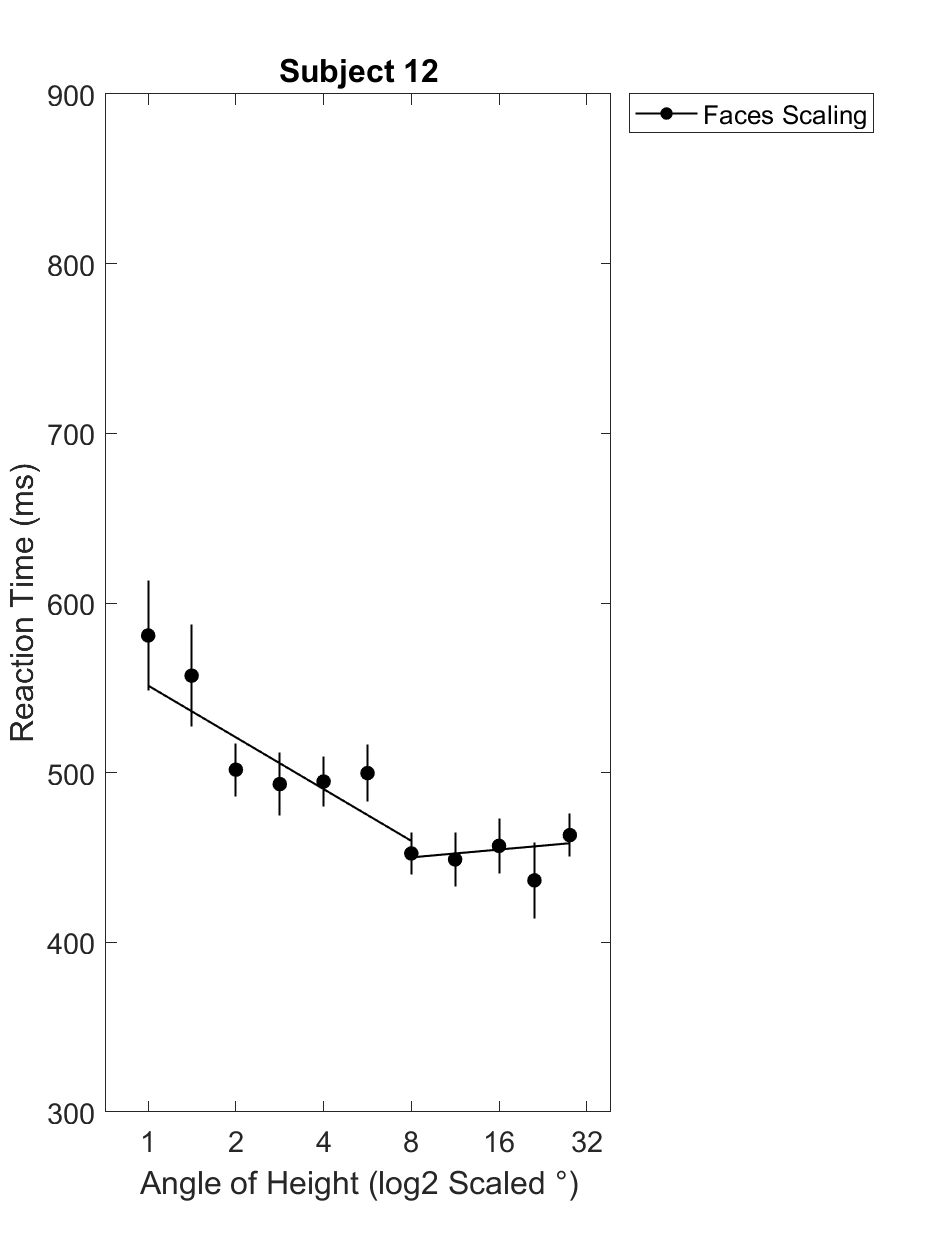 Subject 12
Faces Scaling
900
800
700
600
500
400
300
Reaction Time (ms)
1 2 4 8 16 32
Angle of Height (log2 Scaled °)